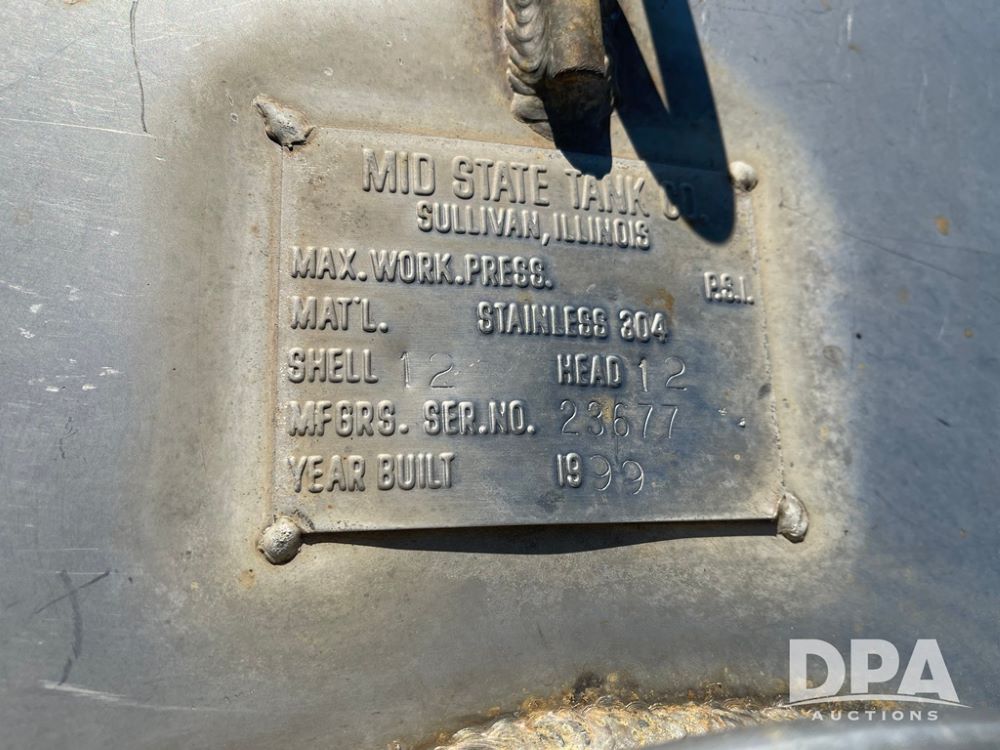 MID STATE TANK CO.
SULLIVAN, ILLINOIS
MAX. WORK. PRESS. P.S.I.
MAT'L. STAINLESS 304
SHELL 12 HEAD 12
MFGRS. SER. NO. 23677
YEAR BUILT 1999
DPA
AUCTIONS